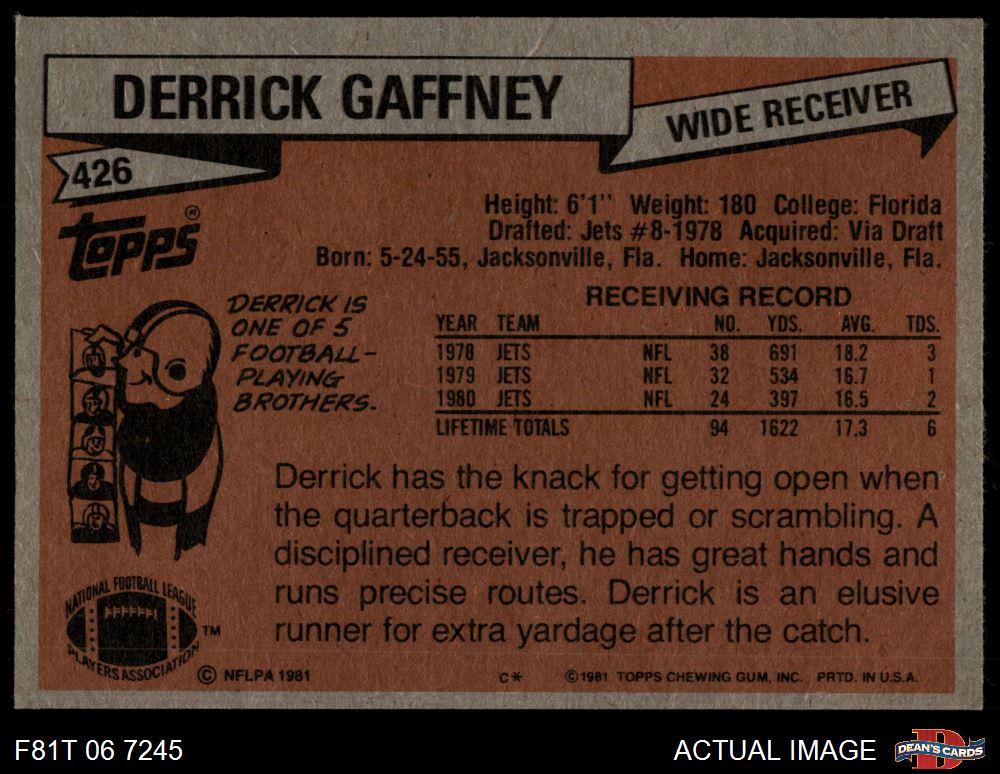 DERRICK GAFFNEY
WIDE RECEIVER
426
topps®
Height: 6'1'' Weight: 180 College: Florida
Drafted: Jets #8-1978 Acquired: Via Draft
Born: 5-24-55, Jacksonville, Fla. Home: Jacksonville, Fla.
DERRICK IS
ONE OF 5
FOOTBALL-
PLAYING
BROTHERS.
RECEIVING RECORD
YEAR TEAM NO. YDS. AVG. TDS.
1978 JETS NFL 38 691 18.2 3
1979 JETS NFL 32 534 16.7 1
1980 JETS NFL 24 397 16.5 2
LIFETIME TOTALS 94 1622 17.3 6
Derrick has the knack for getting open when
the quarterback is trapped or scrambling. A
disciplined receiver, he has great hands and
runs precise routes. Derrick is an elusive
runner for extra yardage after the catch.
NATIONAL FOOTBALL LEAGUE
PLAYERS ASSOCIATION
TM
© NFLPA 1981
C*
©1981 TOPPS CHEWING GUM, INC. PRTD. IN U.S.A.
F81T 06 7245
ACTUAL IMAGE
D
DEAN'S CARDS